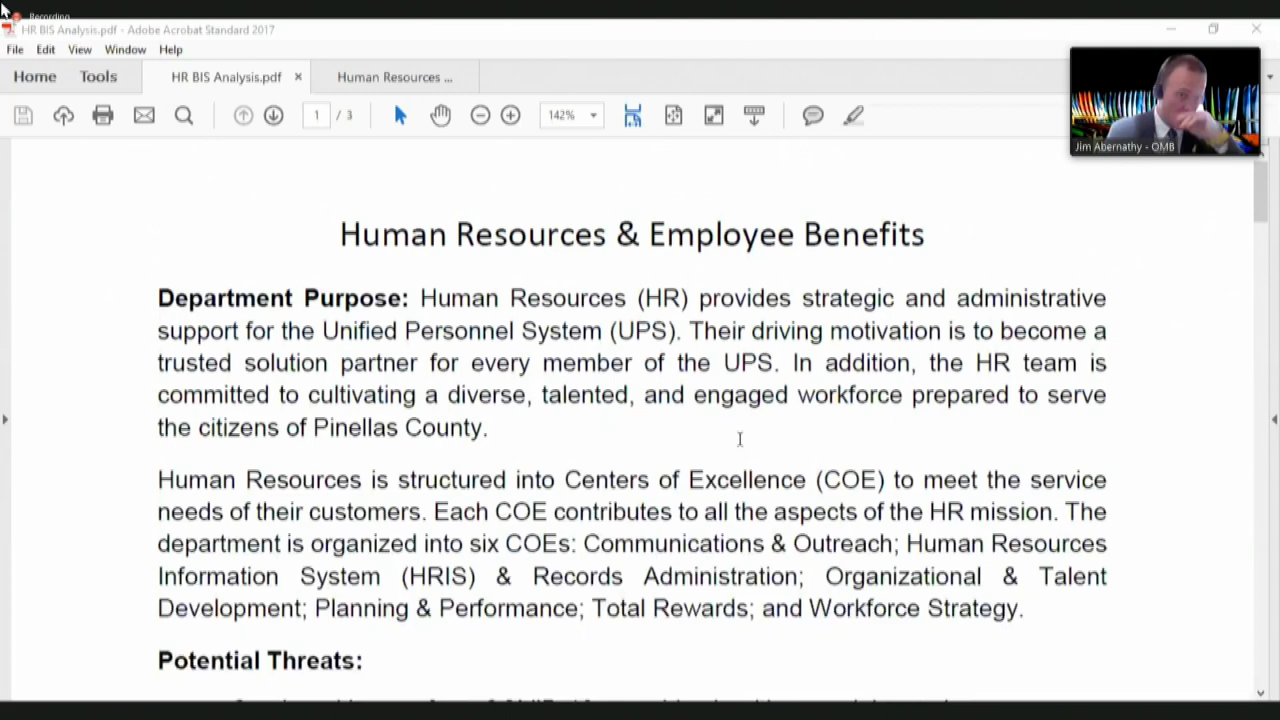 Recording
HR BIS Analysis.pdf - Adobe Acrobat Standard 2017
File Edit View Window Help
Home Tools HR BIS Analysis.pdf × Human Resources ...
1 / 3 142%
Jim Abernathy - OMB
Human Resources & Employee Benefits
Department Purpose: Human Resources (HR) provides strategic and administrative
support for the Unified Personnel System (UPS). Their driving motivation is to become a
trusted solution partner for every member of the UPS. In addition, the HR team is
committed to cultivating a diverse, talented, and engaged workforce prepared to serve
the citizens of Pinellas County.
Human Resources is structured into Centers of Excellence (COE) to meet the service
needs of their customers. Each COE contributes to all the aspects of the HR mission. The
department is organized into six COEs: Communications & Outreach; Human Resources
Information System (HRIS) & Records Administration; Organizational & Talent
Development; Planning & Performance; Total Rewards; and Workforce Strategy.
Potential Threats: